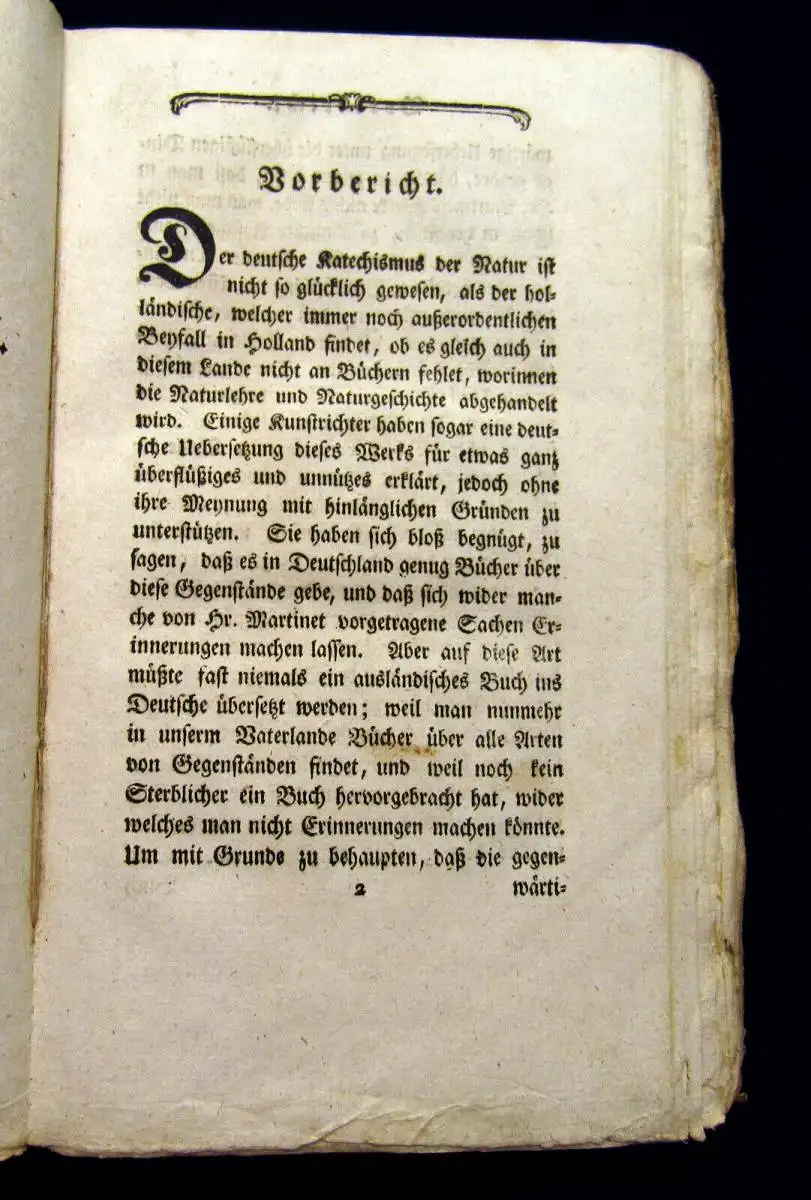 Vorbericht.
Der deutsche Katechismus der Natur ist
nicht so glücklich gewesen, als der hol-
ländische, welcher immer noch außerordentlichen
Beyfall in Holland findet, ob es gleich auch in
diesem Lande nicht an Büchern fehlet, worinnen
die Naturlehre und Naturgeschichte abgehandelt
wird. Einige Kunstrichter haben sogar eine deut-
sche Uebersetzung dieses Werks für etwas ganz
überflüßiges und unnützes erklärt, jedoch ohne
ihre Meynung mit hinlänglichen Gründen zu
unterstützen. Sie haben sich bloß begnügt, zu
sagen, daß es in Deutschland genug Bücher über
diese Gegenstände gebe, und daß sich wider man-
che von Hr. Martinet vorgetragene Sachen Er-
innerungen machen lassen. Aber auf diese Art
müßte fast niemals ein ausländisches Buch ins
Deutsche übersetzt werden; weil man nunmehr
in unserm Vaterlande Bücher über alle Arten
von Gegenständen findet, und weil noch kein
Sterblicher ein Buch hervorgebracht hat, wider
welches man nicht Erinnerungen machen könnte.
Um mit Grunde zu behaupten, daß die gegen-
2 wärti-